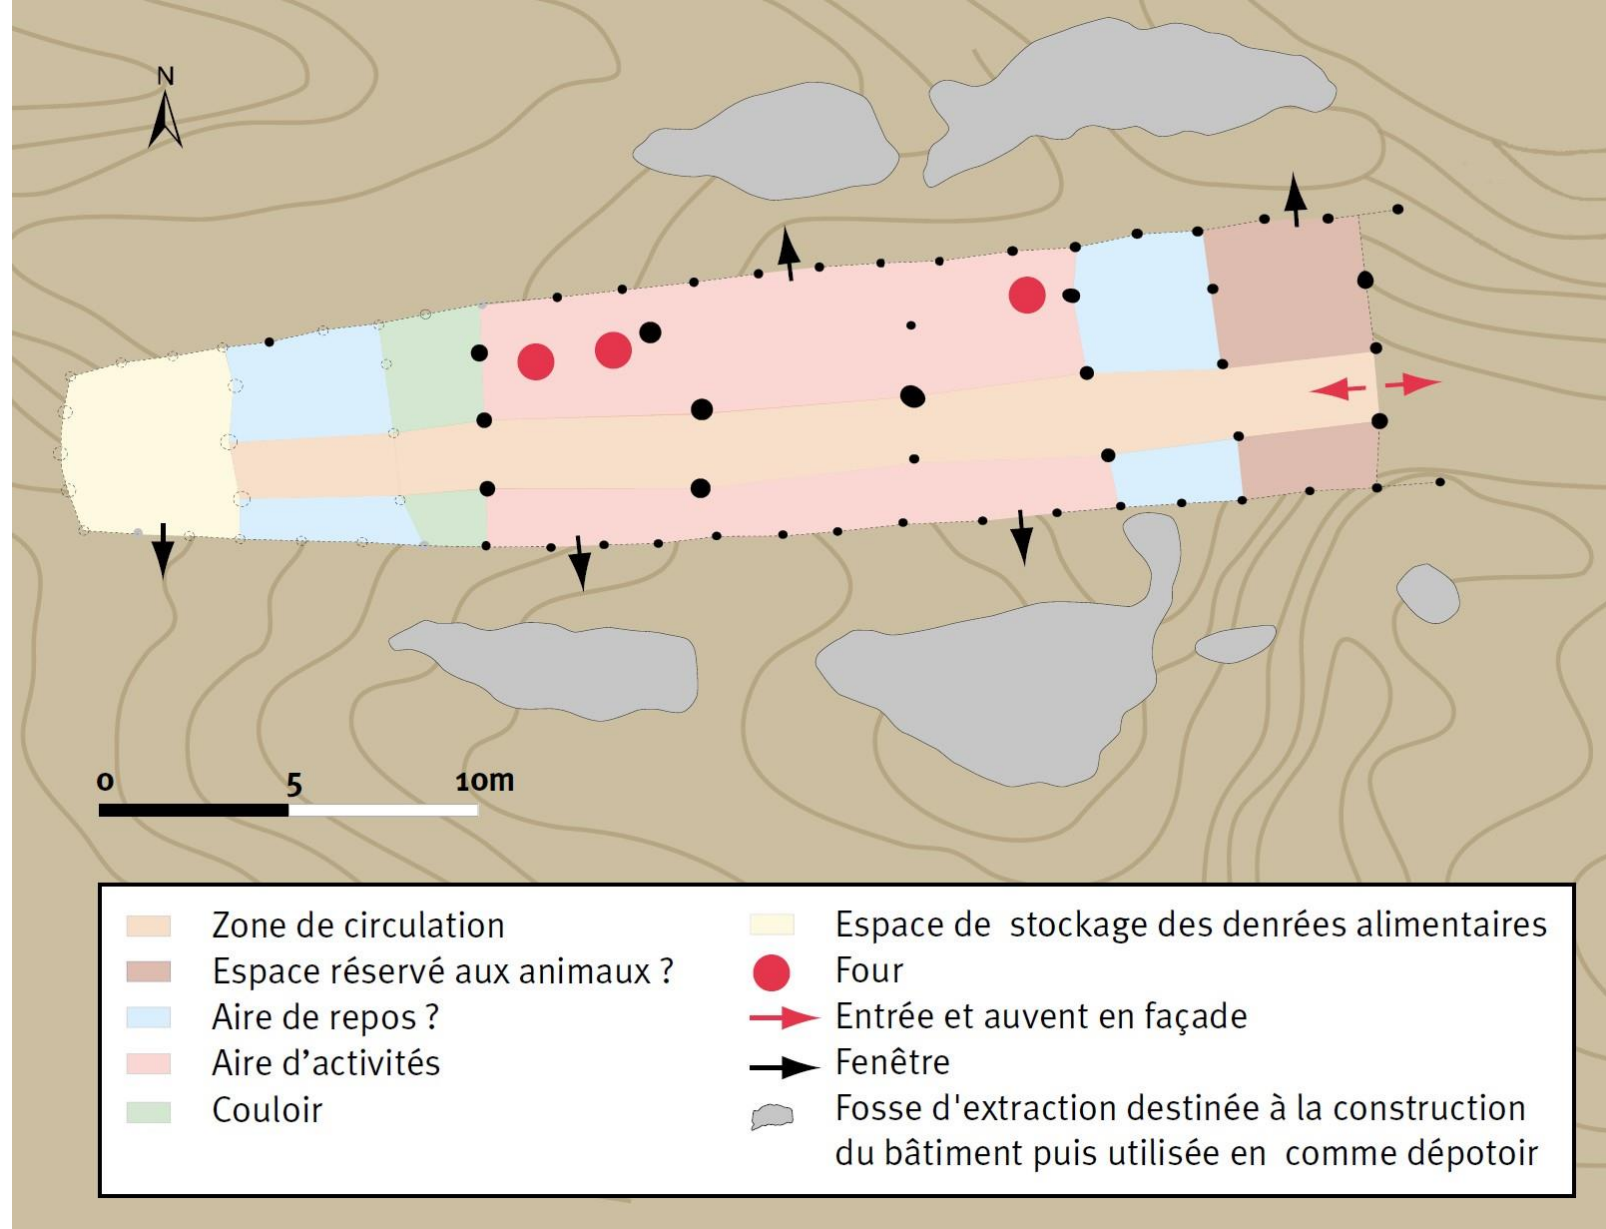 N
0 5 10m
Zone de circulation
Espace réservé aux animaux ?
Aire de repos ?
Aire d’activités
Couloir
Espace de  stockage des denrées alimentaires
Four
Entrée et auvent en façade
Fenêtre
Fosse d'extraction destinée à la construction
du bâtiment puis utilisée en  comme dépotoir